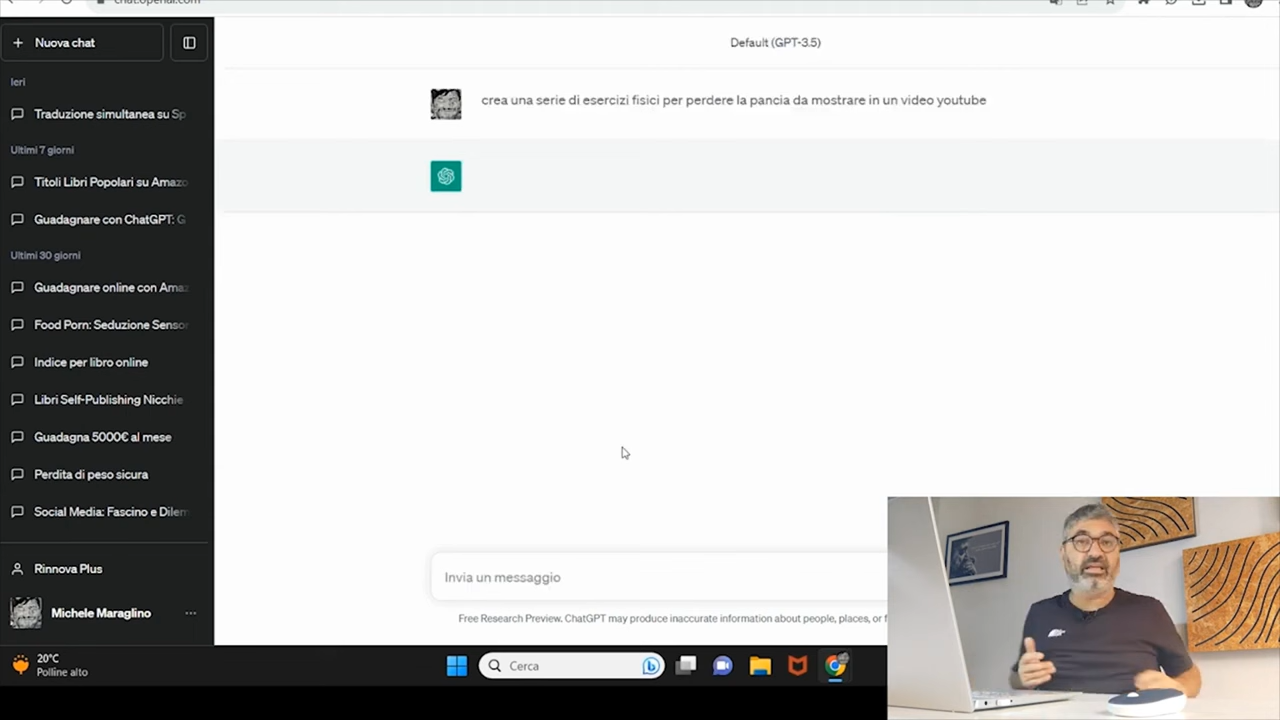 chat.openai.com
Nuova chat
Default (GPT-3.5)
Ieri
Traduzione simultanea su Sp
Ultimi 7 giorni
Titoli Libri Popolari su Amazo
Guadagnare con ChatGPT: G
Ultimi 30 giorni
Guadagnare online con Amaz
Food Porn: Seduzione Sensor
Indice per libro online
Libri Self-Publishing Nicchie
Guadagna 5000€ al mese
Perdita di peso sicura
Social Media: Fascino e Dilem
Rinnova Plus
Michele Maraglino
crea una serie di esercizi fisici per perdere la pancia da mostrare in un video youtube
Invia un messaggio
Free Research Preview. ChatGPT may produce inaccurate information about people, places, or f
20°C
Polline alto
Cerca